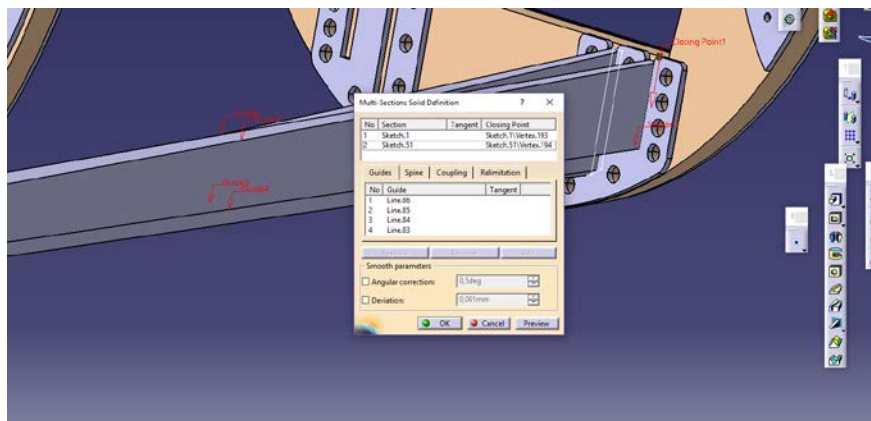 Closing Point1
Multi-Sections Solid Definition ? ×
No Section Tangent Closing Point
1 Sketch.1 Sketch.1\Vertex.193
2 Sketch.51 Sketch.51\Vertex.194
Guides Spine Coupling Relimitation
No Guide Tangent
1 Line.86
2 Line.85
3 Line.84
4 Line.83
Smooth parameters
Angular correction: 0,5deg
Deviation: 0,001mm
OK Cancel Preview